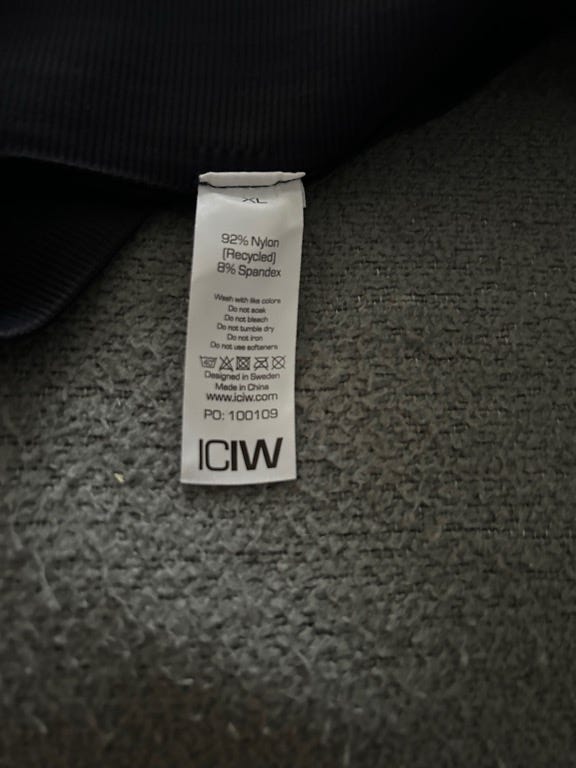 XL
92% Nylon
(Recycled)
8% Spandex
Wash with like colors
Do not soak
Do not bleach
Do not tumble dry
Do not iron
Do not use softeners
Designed in Sweden
Made in China
www.iciw.com
PO: 100109
ICIW